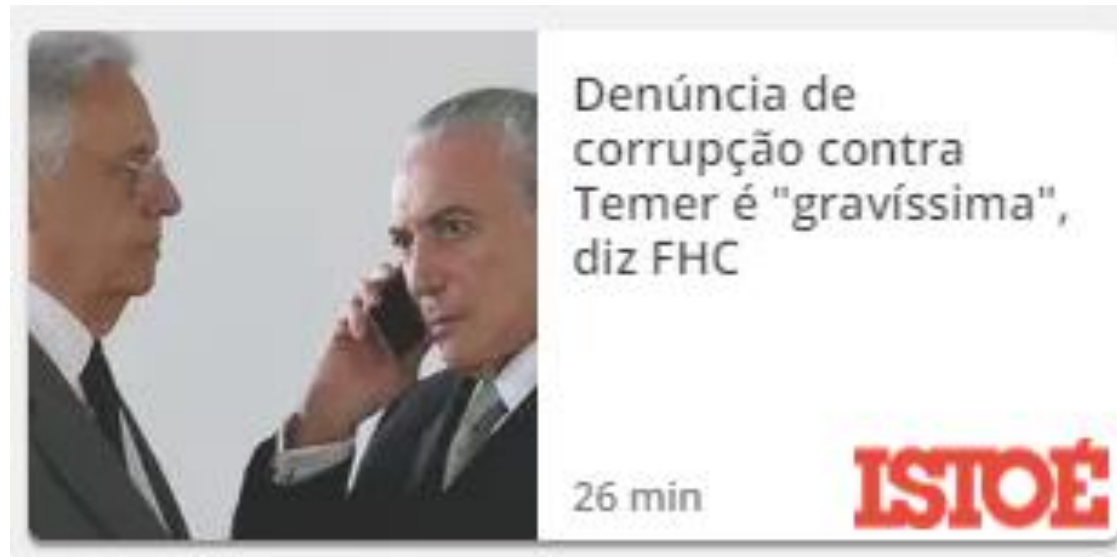 Denúncia de
corrupção contra
Temer é "gravíssima",
diz FHC
26 min
ISTOÉ